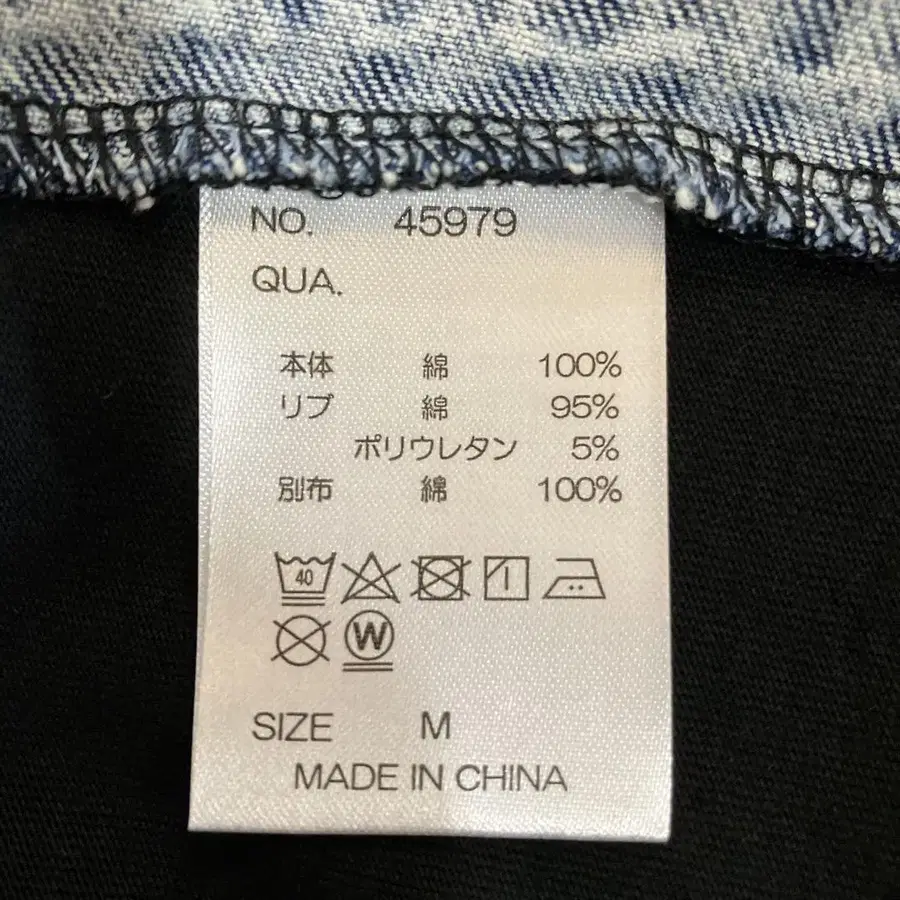 NO. 45979
QUA.
本体 綿 100%
リブ 綿 95%
ポリウレタン 5%
別布 綿 100%
40
W
SIZE M
MADE IN CHINA